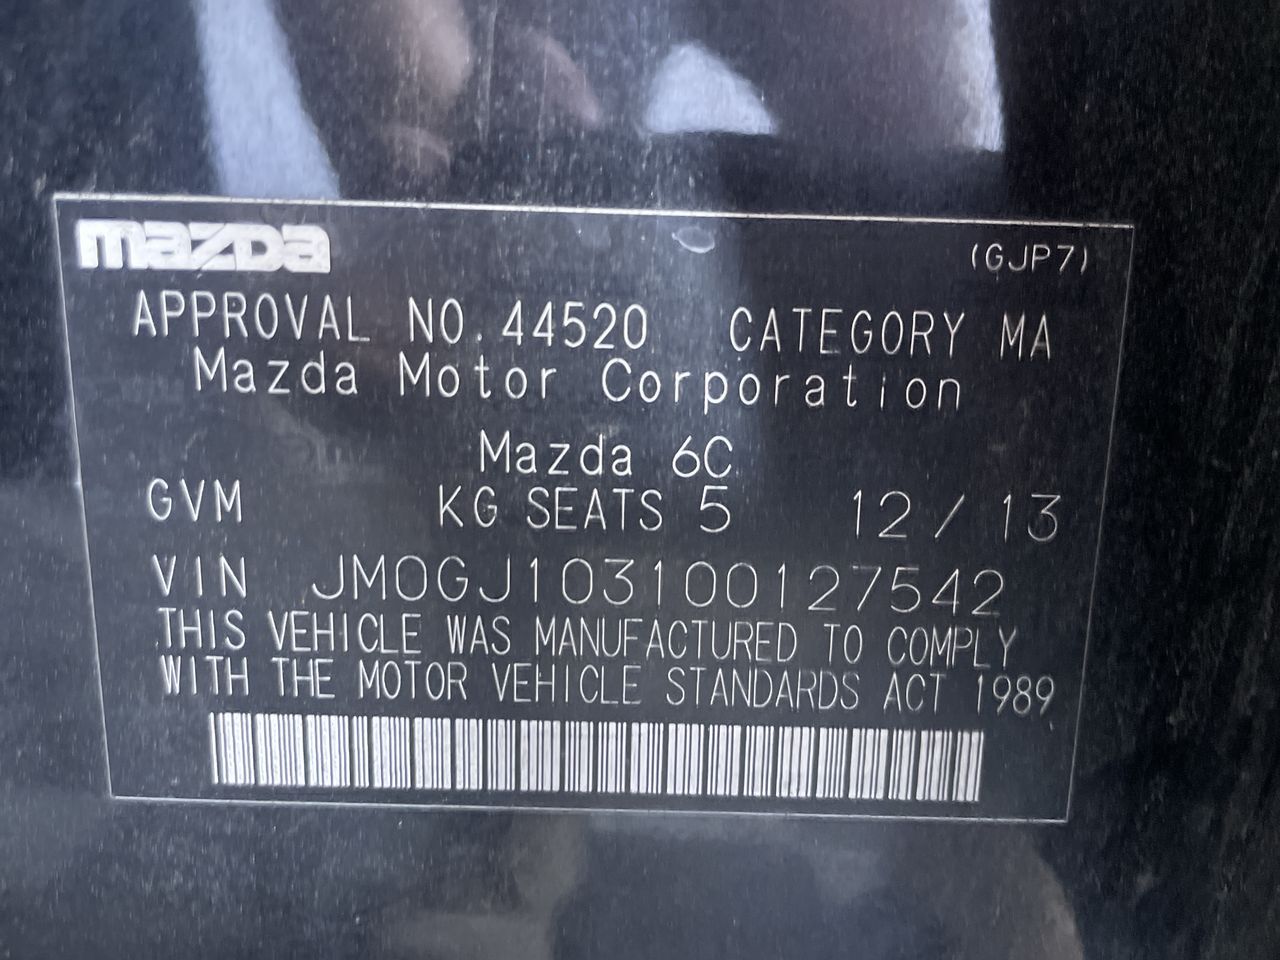 mazda
(GJP7)
APPROVAL NO. 44520 CATEGORY MA
Mazda Motor Corporation
Mazda 6C
GVM KG SEATS 5 12 / 13
VIN JM0GJ103100127542
THIS VEHICLE WAS MANUFACTURED TO COMPLY
WITH THE MOTOR VEHICLE STANDARDS ACT 1989